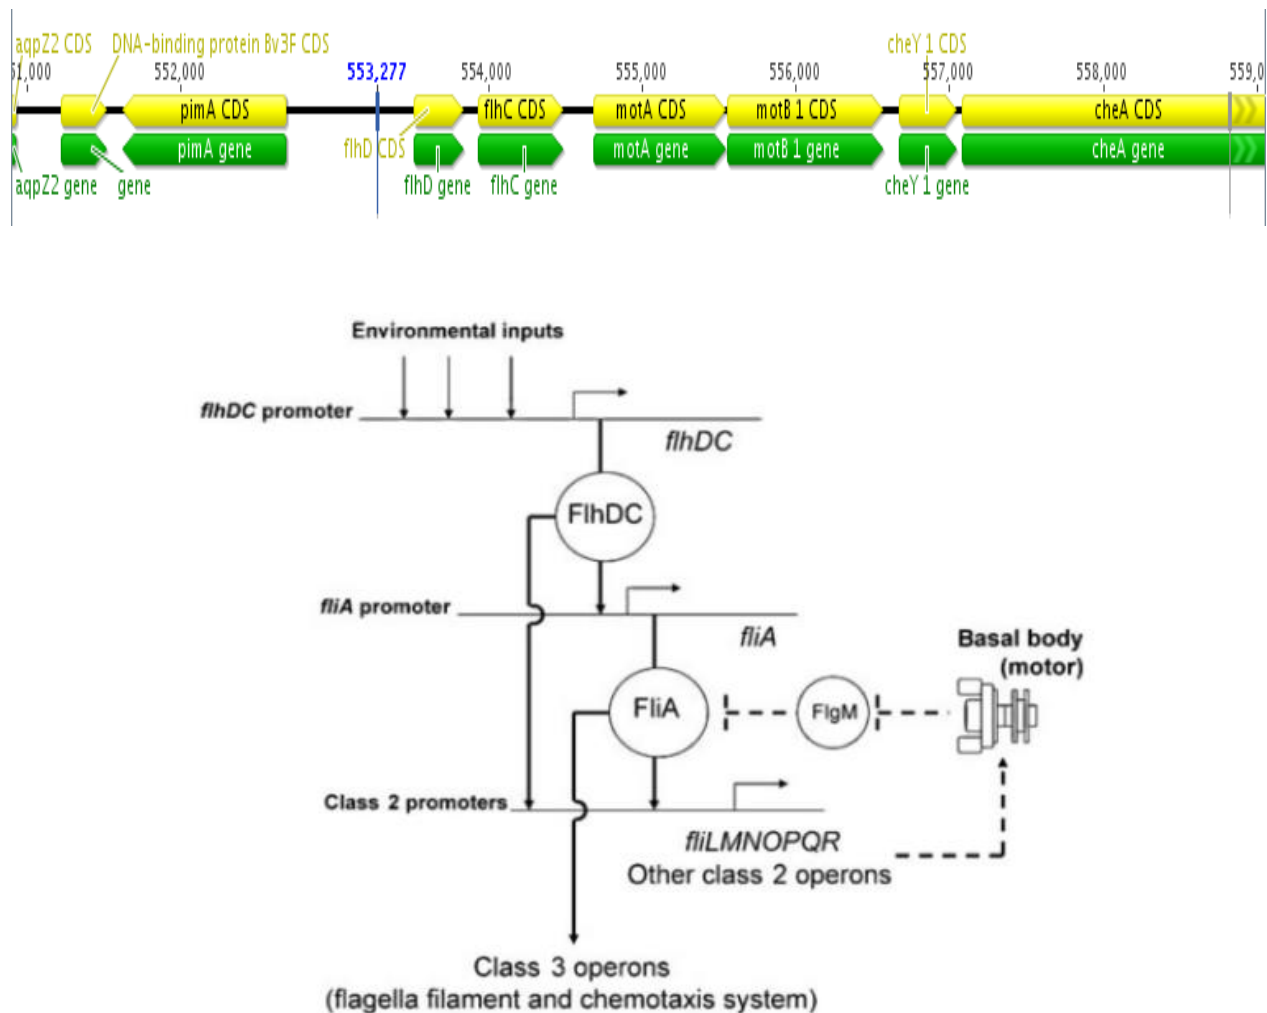 aqpZ2 CDS DNA-binding protein Bv3F CDS cheY 1 CDS
51,000 552,000 553,277 554,000 555,000 556,000 557,000 558,000 559,0
pimA CDS flhC CDS motA CDS motB 1 CDS cheA CDS
flhD CDS pimA gene motA gene motB 1 gene cheA gene
aqpZ2 gene gene flhD gene flhC gene cheY 1 gene
Environmental inputs
flhDC promoter
flhDC
FlhDC
fliA promoter
fliA
Basal body
(motor)
FliA
FlgM
Class 2 promoters
fliLMNOPQR
Other class 2 operons
Class 3 operons
(flagella filament and chemotaxis system)